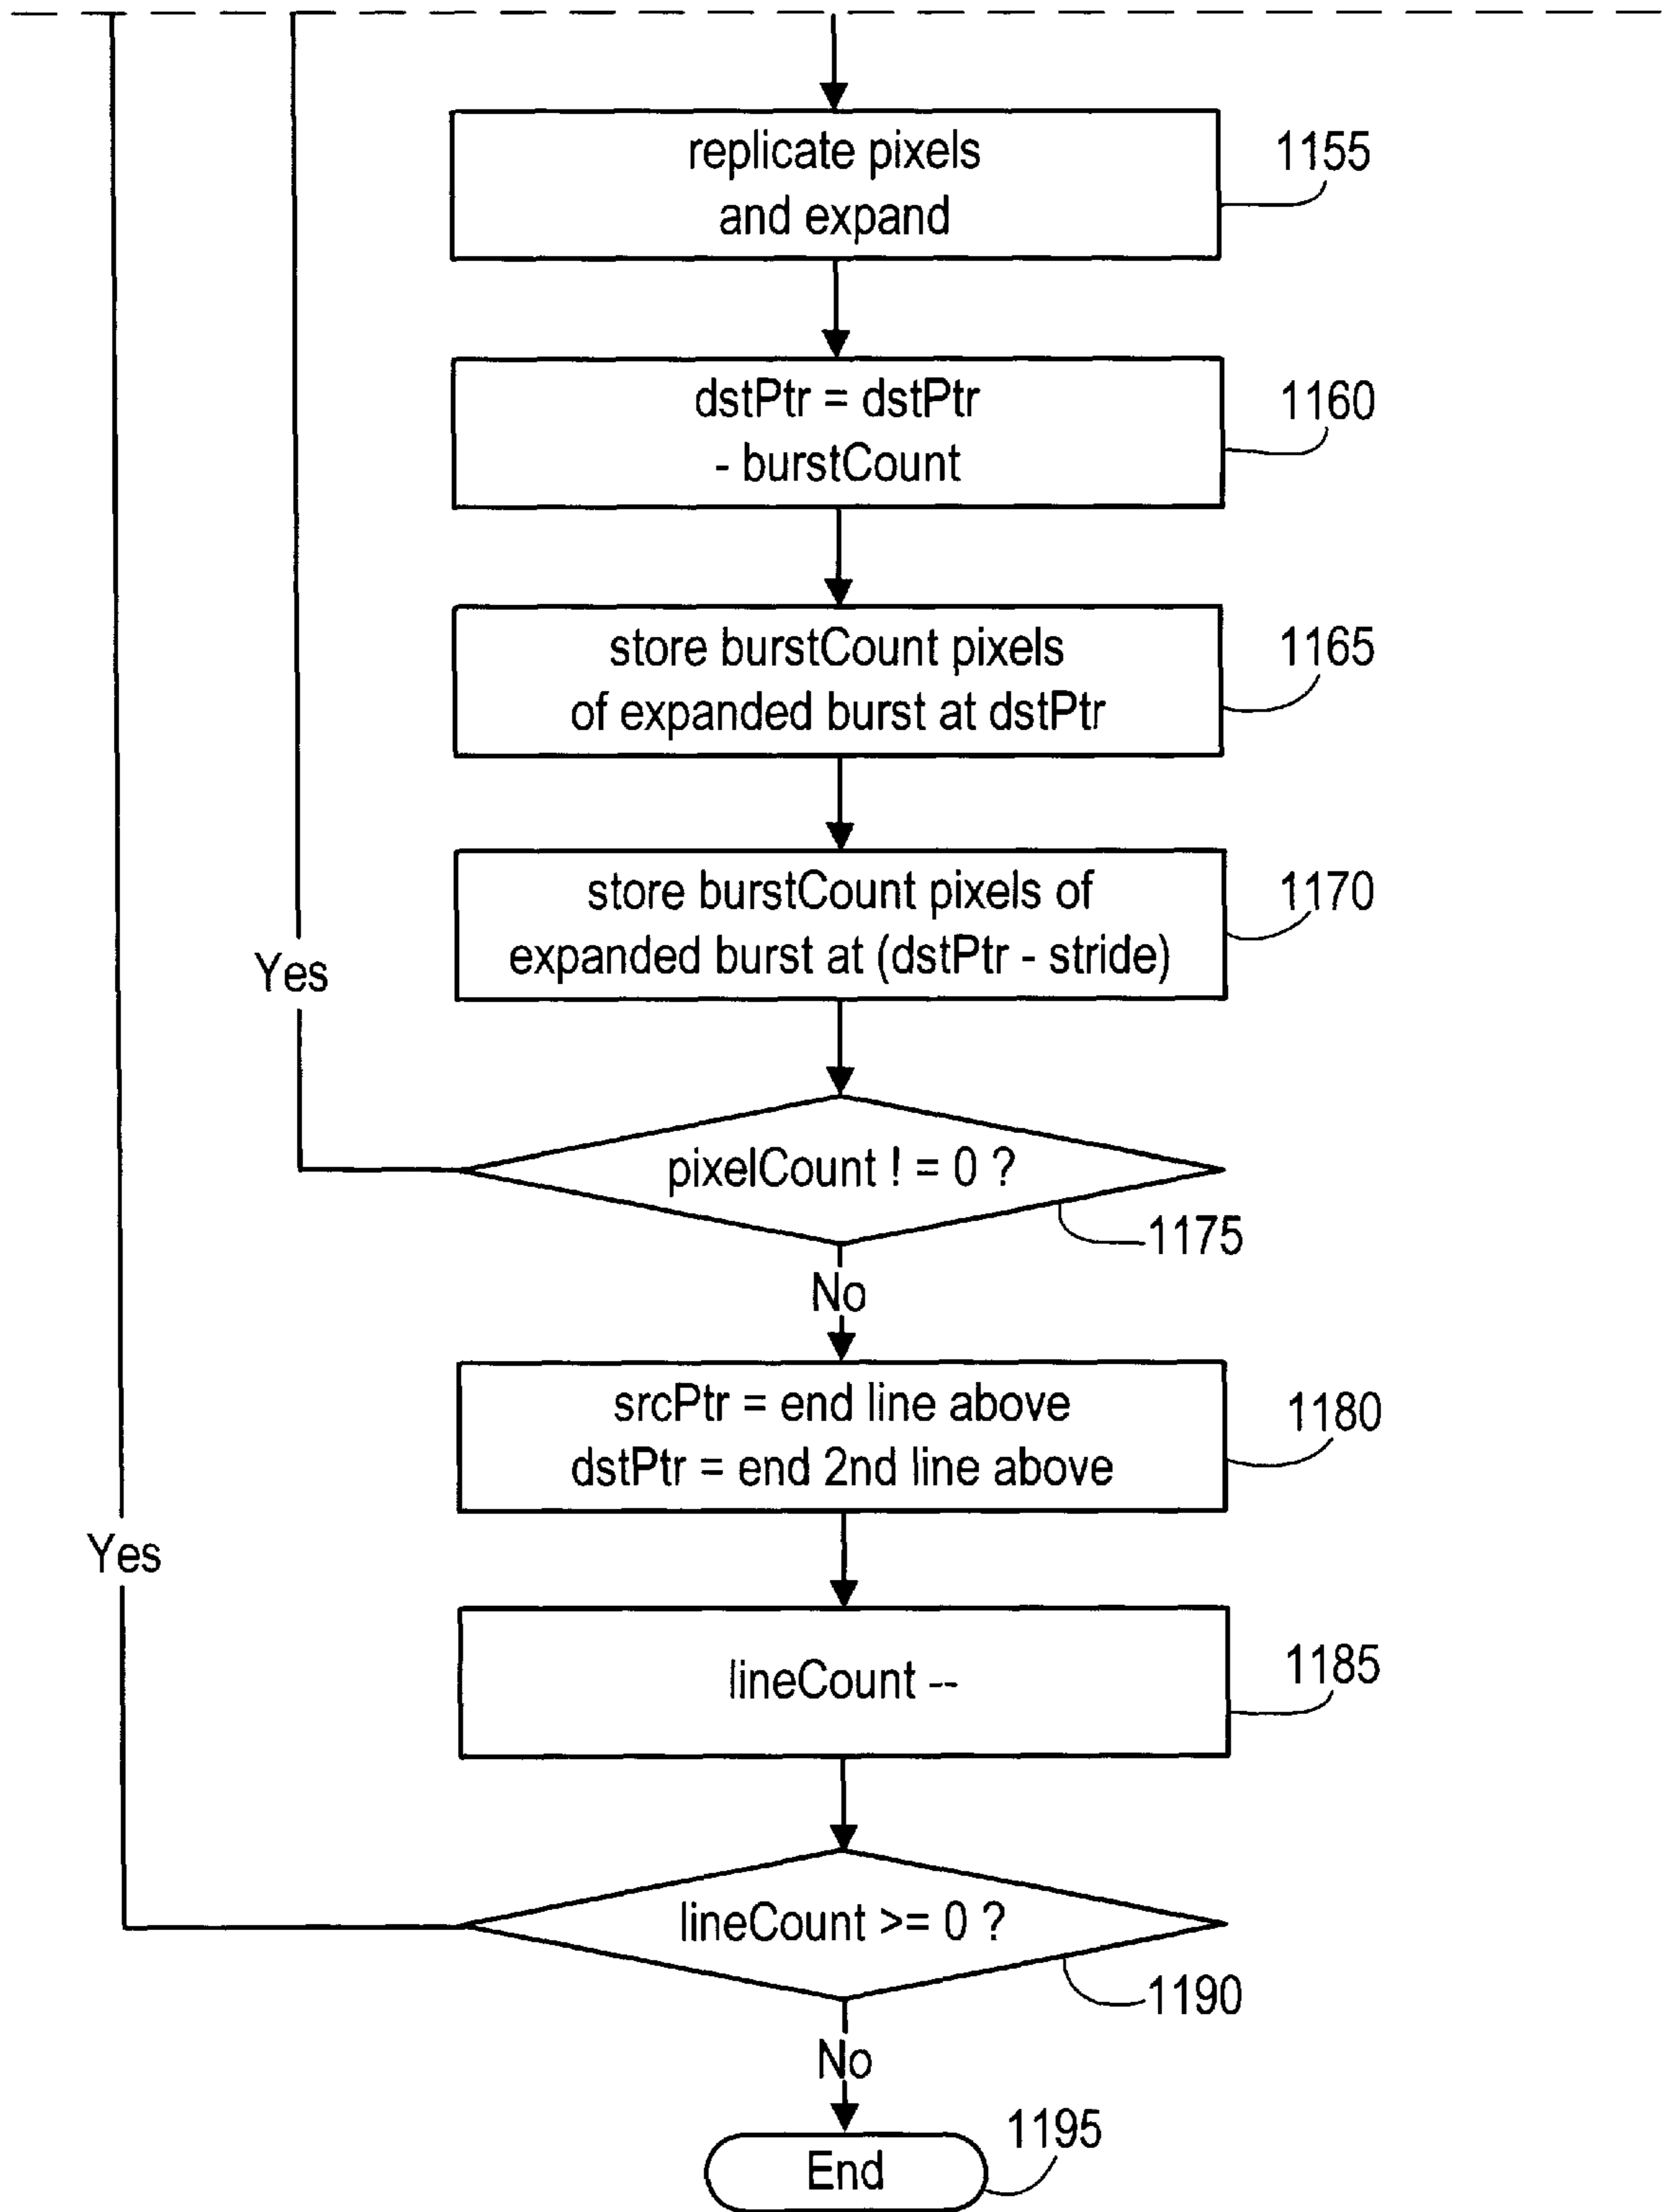 replicate pixels
and expand
1155
dstPtr = dstPtr
- burstCount
1160
store burstCount pixels
of expanded burst at dstPtr
1165
store burstCount pixels of
expanded burst at (dstPtr - stride)
1170
Yes
pixelCount ! = 0 ?
1175
No
srcPtr = end line above
dstPtr = end 2nd line above
1180
Yes
lineCount --
1185
lineCount >= 0 ?
1190
No
End
1195